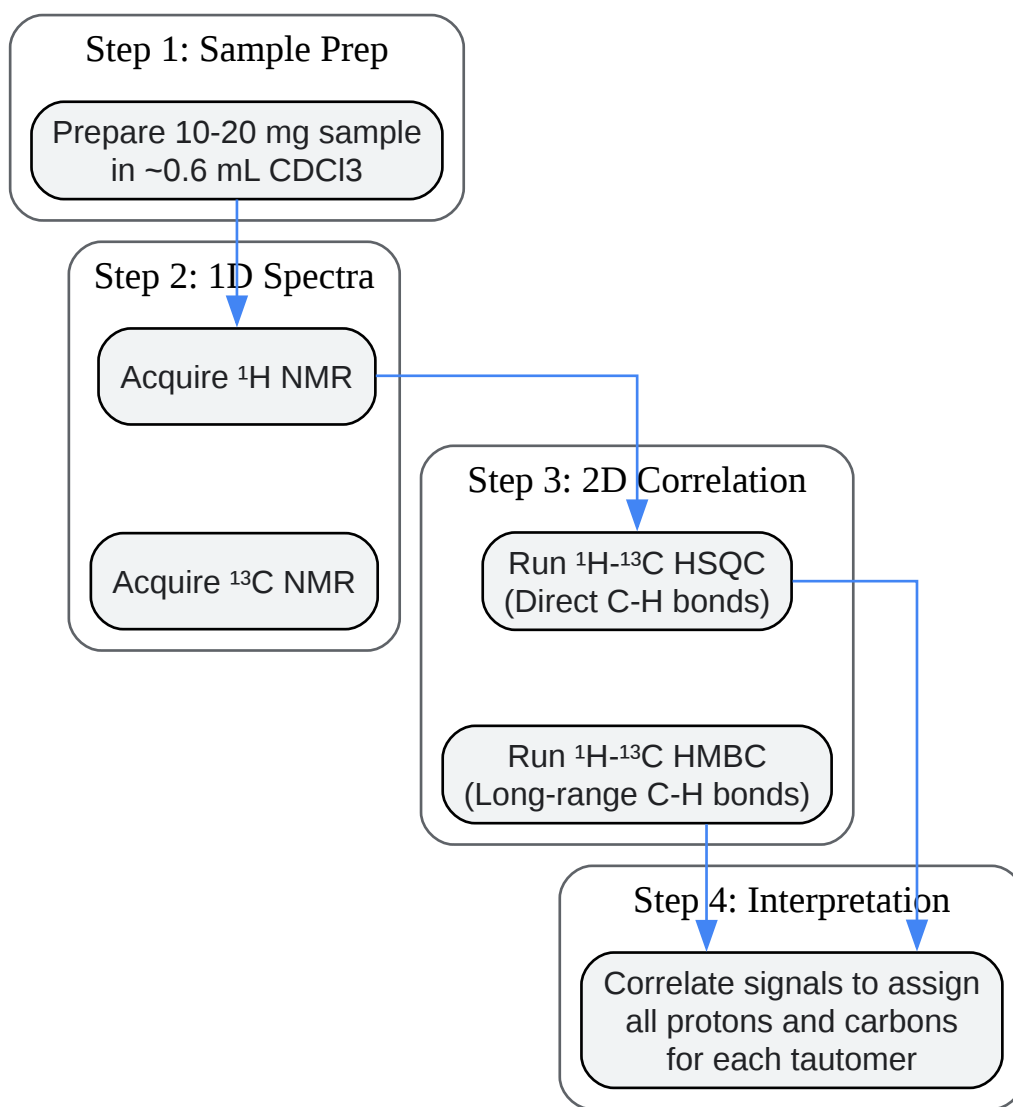 Step 1: Sample Prep
Prepare 10-20 mg sample
in ~0.6 mL CDCl3
Step 2: 1D Spectra
Acquire ¹H NMR
Acquire ¹³C NMR
Step 3: 2D Correlation
Run ¹H-¹³C HSQC
(Direct C-H bonds)
Run ¹H-¹³C HMBC
(Long-range C-H bonds)
Step 4: Interpretation
Correlate signals to assign
all protons and carbons
for each tautomer